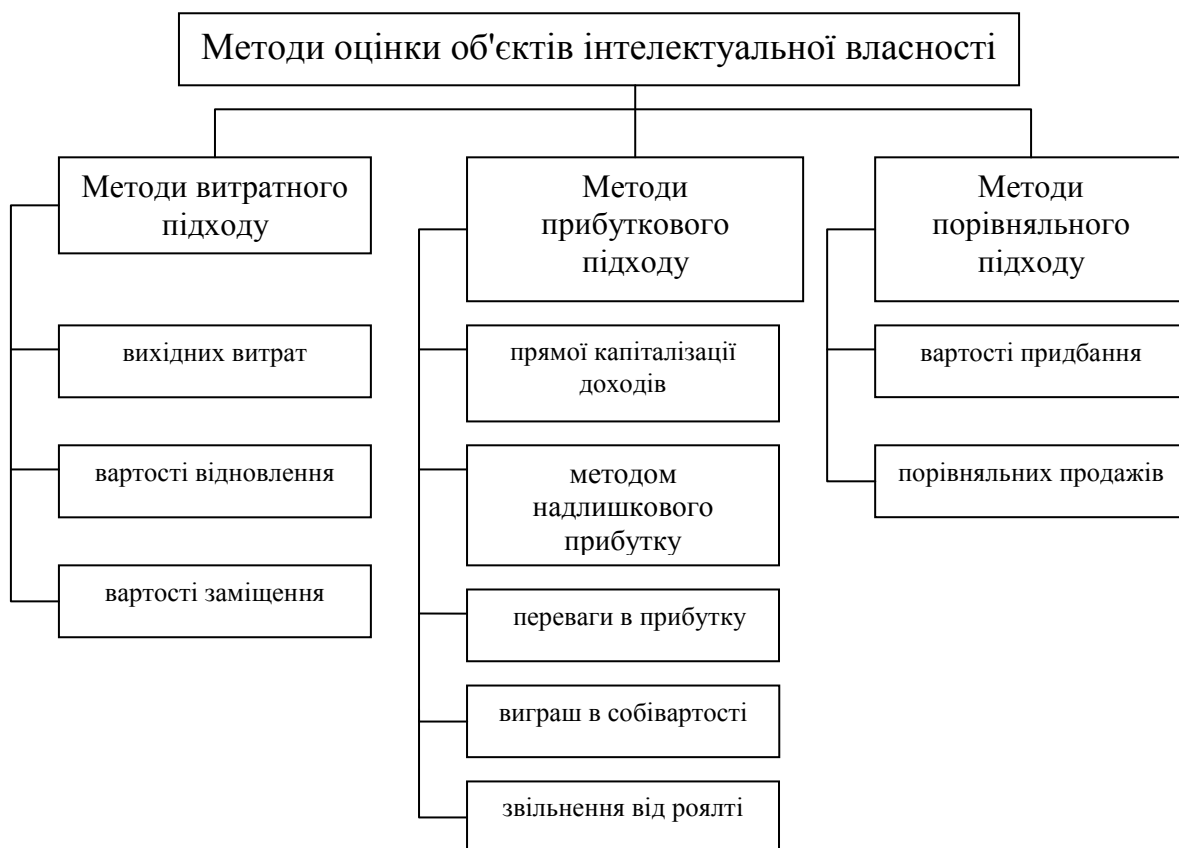 Методи оцінки об'єктів інтелектуальної власності
Методи витратного
підходу
вихідних витрат
вартості відновлення
вартості заміщення
Методи
прибуткового
підходу
прямої капіталізації
доходів
методом
надлишкового
прибутку
переваги в прибутку
виграш в собівартості
звільнення від роялті
Методи
порівняльного
підходу
вартості придбання
порівняльних продажів